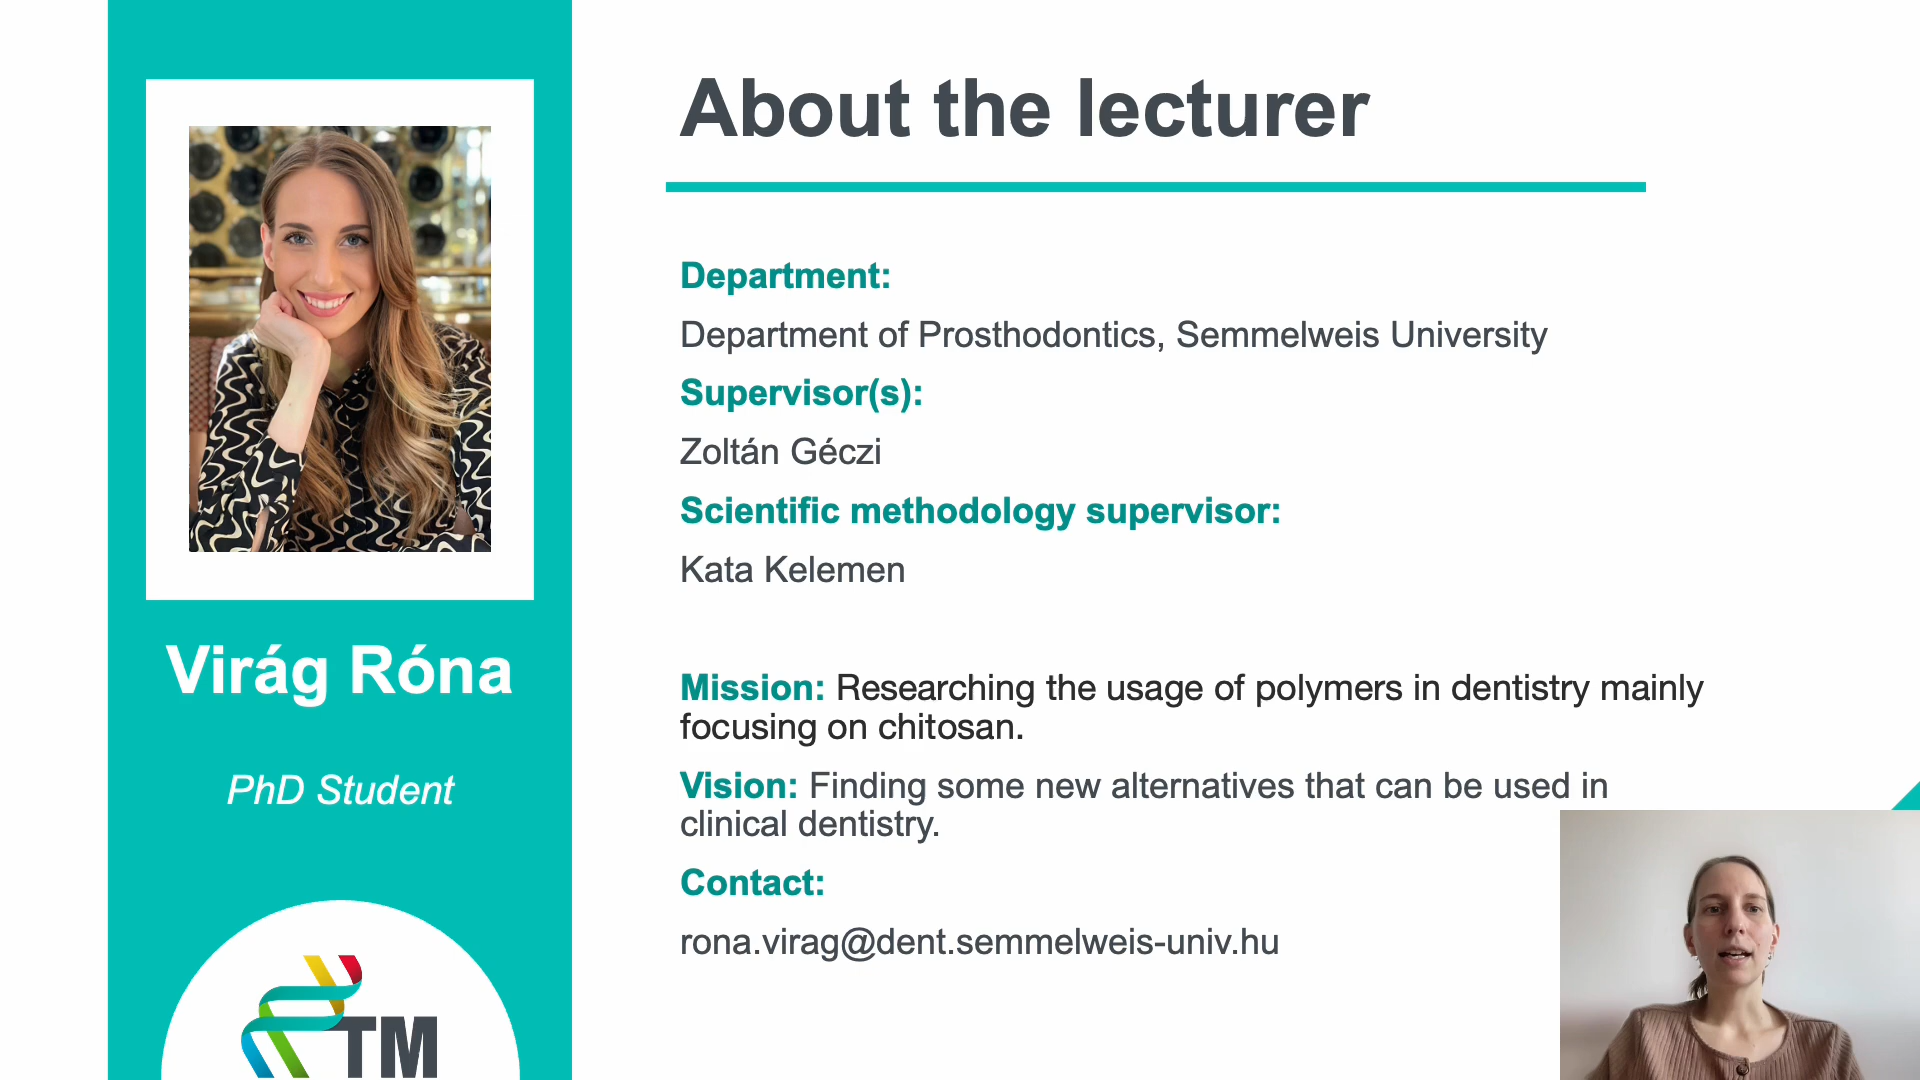 About the lecturer
Department:
Department of Prosthodontics, Semmelweis University
Supervisor(s):
Zoltán Géczi
Scientific methodology supervisor:
Kata Kelemen
Mission: Researching the usage of polymers in dentistry mainly
focusing on chitosan.
Vision: Finding some new alternatives that can be used in
clinical dentistry.
Contact:
rona.virag@dent.semmelweis-univ.hu
Virág Róna
PhD Student
TM